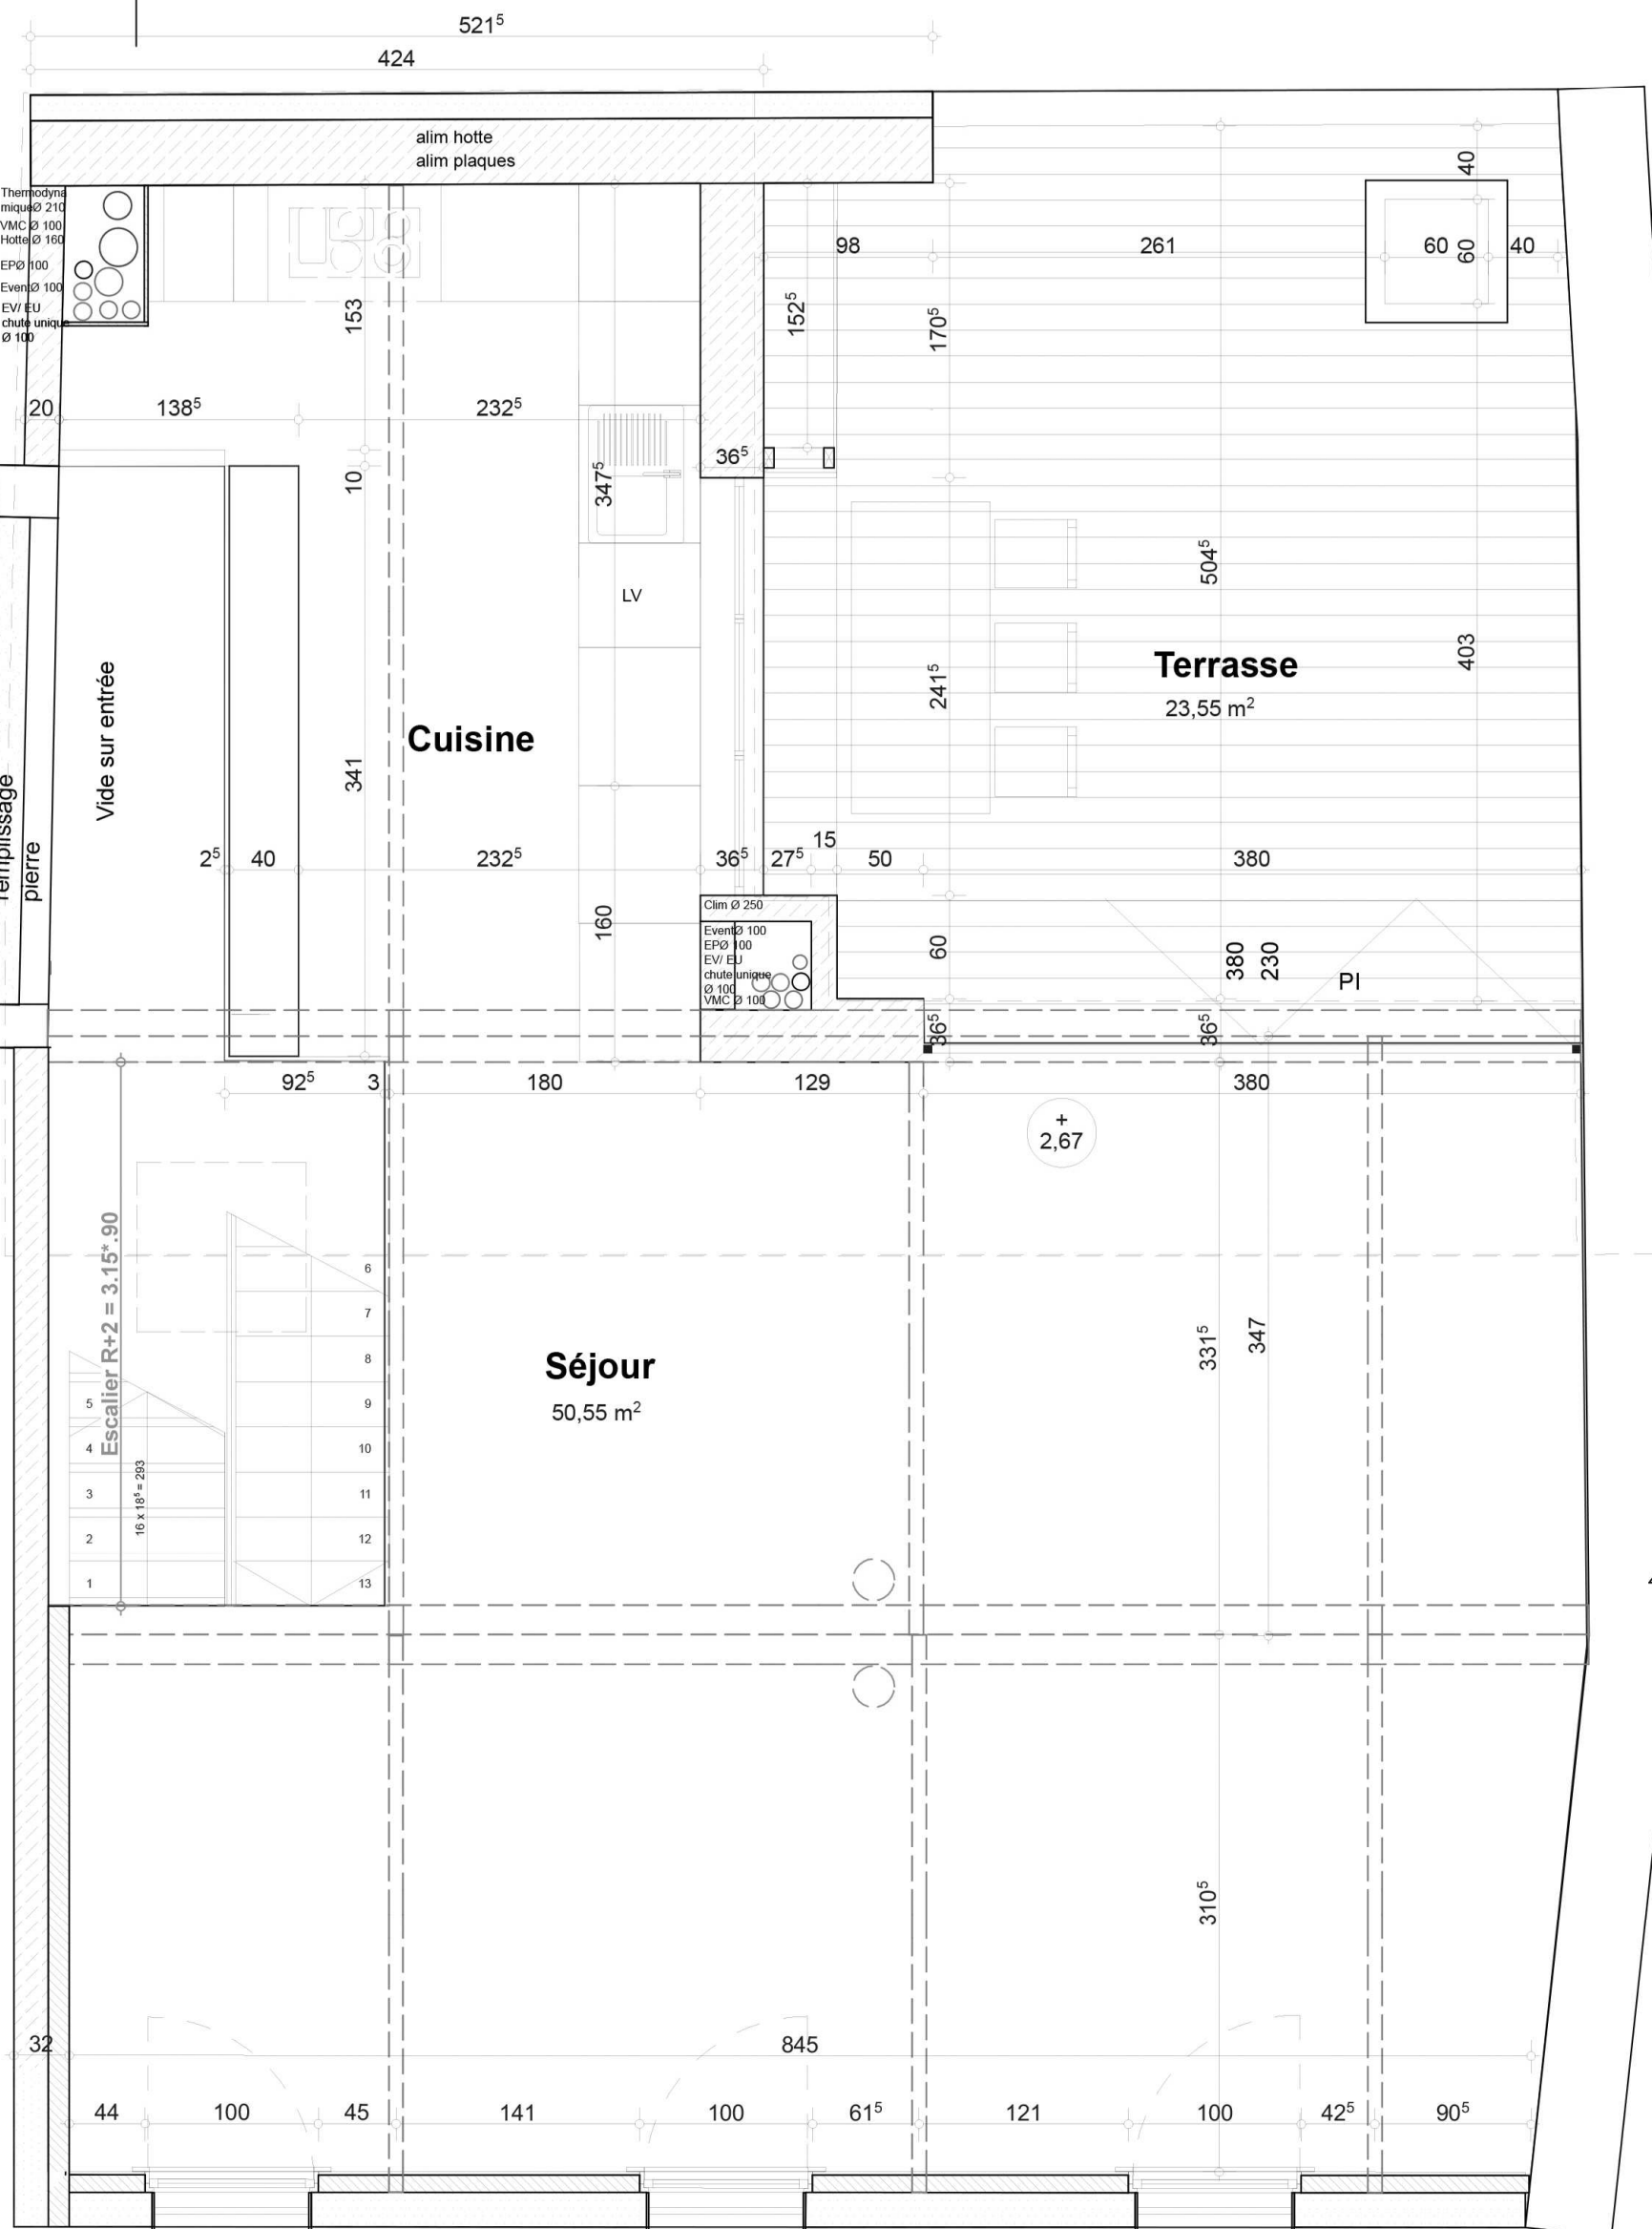 521⁵
424
alim hotte
alim plaques
Thermodyna
miqueØ 210
VMC Ø 100
Hotte Ø 160
EPØ 100
EventØ 100
EV/ EU
chute unique
Ø 100
40
98
261
60
60
40
153
152⁵
170⁵
20
138⁵
232⁵
36⁵
10
347⁵
504⁵
LV
403
Terrasse
23,55 m²
241⁵
Vide sur entrée
Cuisine
341
remplissage
pierre
2⁵
40
232⁵
36⁵
27⁵
15
50
380
160
Clim Ø 250
EventØ 100
EPØ 100
EV/ EU
chute unique
Ø 100
VMC Ø 100
60
380
230
PI
36⁵
36⁵
92⁵
3
180
129
380
+
2,67
Escalier R+2 = 3.15*.90
16 x 18⁵ = 293
6
7
8
9
10
11
12
13
5
4
3
2
1
Séjour
50,55 m²
331⁵
347
310⁵
32
845
44
100
45
141
100
61⁵
121
100
42⁵
90⁵